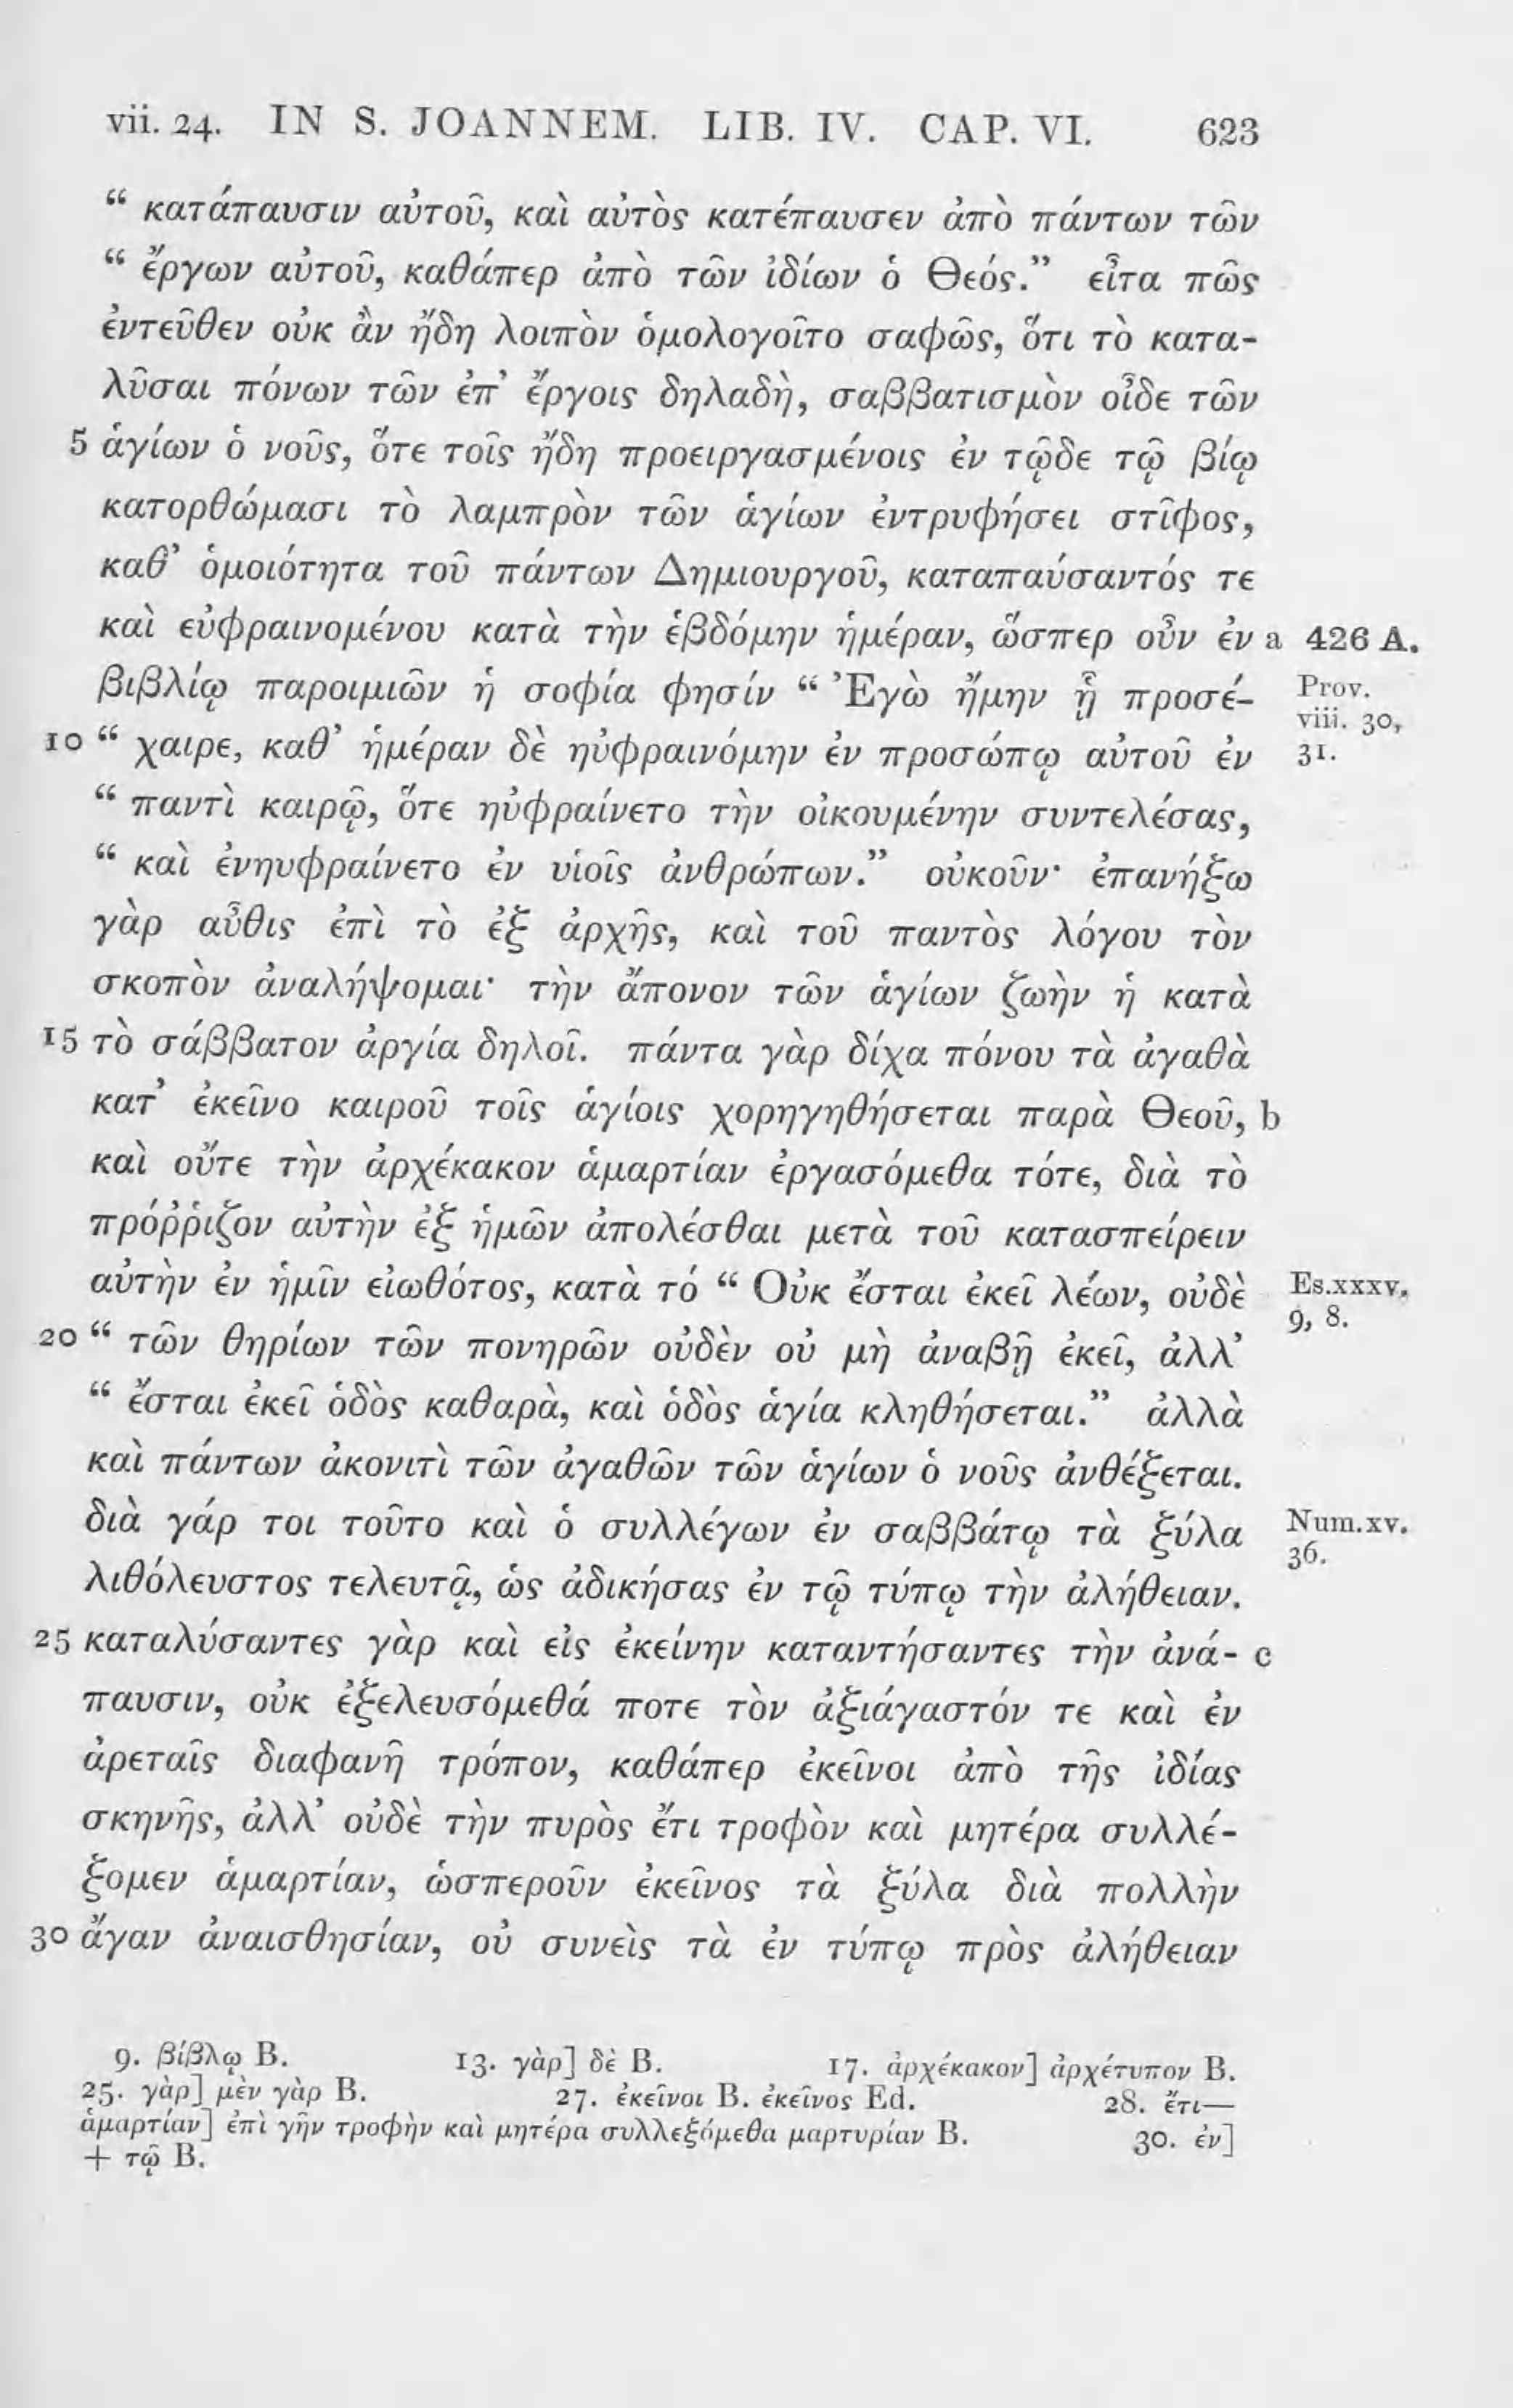 vii. 24. IN S. JOANNEM. LIB. IV. CAP. VI. 623
“ κατάπαυσιν αὐτοῦ, καὶ αὐτὸς κατέπαυσεν ἀπὸ πάντων τῶν
“ ἔργων αὐτοῦ, καθάπερ ἀπὸ τῶν ἰδίων ὁ Θεός.” εἶτα πῶς
ἐντεῦθεν οὐκ ἂν ἤδη λοιπὸν ὁμολογοῖτο σαφῶς, ὅτι τὸ κατα-
λῦσαι πόνων τῶν ἐπ’ ἔργοις δηλαδὴ, σαββατισμὸν οἶδε τῶν
5 ἁγίων ὁ νοῦς, ὅτε τοῖς ἤδη προειργασμένοις ἐν τῷδε τῷ βίῳ
κατορθώμασι τὸ λαμπρὸν τῶν ἁγίων ἐντρυφήσει στῖφος,
καθ’ ὁμοιότητα τοῦ πάντων Δημιουργοῦ, καταπαύσαντός τε
καὶ εὐφραινομένου κατὰ τὴν ἑβδόμην ἡμέραν, ὥσπερ οὖν ἐν a 426 A.
βιβλίῳ παροιμιῶν ἡ σοφία φησίν “ Ἐγὼ ἤμην ᾗ προσέ- Prov.
viii. 30,
10 “ χαιρε, καθ’ ἡμέραν δὲ ηὐφραινόμην ἐν προσώπῳ αὐτοῦ ἐν 31.
“ παντὶ καιρῷ, ὅτε ηὐφραίνετο τὴν οἰκουμένην συντελέσας,
“ καὶ ἐνηυφραίνετο ἐν υἱοῖς ἀνθρώπων.” οὐκοῦν· ἐπανήξω
γὰρ αὖθις ἐπὶ τὸ ἐξ ἀρχῆς, καὶ τοῦ παντὸς λόγου τὸν
σκοπὸν ἀναλήψομαι· τὴν ἄπονον τῶν ἁγίων ζωὴν ἡ κατὰ
15 τὸ σάββατον ἀργία δηλοῖ. πάντα γὰρ δίχα πόνου τὰ ἀγαθὰ
κατ’ ἐκεῖνο καιροῦ τοῖς ἁγίοις χορηγηθήσεται παρὰ Θεοῦ, b
καὶ οὔτε τὴν ἀρχέκακον ἁμαρτίαν ἐργασόμεθα τότε, διὰ τὸ
πρόῤῥιζον αὐτὴν ἐξ ἡμῶν ἀπολέσθαι μετὰ τοῦ κατασπείρειν
αὐτὴν ἐν ἡμῖν εἰωθότος, κατὰ τό “ Οὐκ ἔσται ἐκεῖ λέων, οὐδὲ Es.xxxv.
9, 8.
20 “ τῶν θηρίων τῶν πονηρῶν οὐδὲν οὐ μὴ ἀναβῇ ἐκεῖ, ἀλλ’
“ ἔσται ἐκεῖ ὁδὸς καθαρὰ, καὶ ὁδὸς ἁγία κληθήσεται.” ἀλλὰ
καὶ πάντων ἀκονιτὶ τῶν ἀγαθῶν τῶν ἁγίων ὁ νοῦς ἀνθέξεται.
διὰ γάρ τοι τοῦτο καὶ ὁ συλλέγων ἐν σαββάτῳ τὰ ξύλα Num.xv.
36.
λιθόλευστος τελευτᾷ, ὡς ἀδικήσας ἐν τῷ τύπῳ τὴν ἀλήθειαν.
25 καταλύσαντες γὰρ καὶ εἰς ἐκείνην καταντήσαντες τὴν ἀνά- c
παυσιν, οὐκ ἐξελευσόμεθά ποτε τὸν ἀξιάγαστόν τε καὶ ἐν
ἀρεταῖς διαφανῆ τρόπον, καθάπερ ἐκεῖνοι ἀπὸ τῆς ἰδίας
σκηνῆς, ἀλλ’ οὐδὲ τὴν πυρὸς ἔτι τροφὸν καὶ μητέρα συλλέ-
ξομεν ἁμαρτίαν, ὡσπεροῦν ἐκεῖνος τὰ ξύλα διὰ πολλὴν
30 ἄγαν ἀναισθησίαν, οὐ συνεὶς τὰ ἐν τύπῳ πρὸς ἀλήθειαν
9. βίβλῳ B. 13. γὰρ] δὲ B. 17. ἀρχέκακον] ἀρχέτυπον B.
25. γὰρ] μὲν γὰρ B. 27. ἐκεῖνοι B. ἐκεῖνος Ed. 28. ἔτι—
ἁμαρτίαν] ἐπὶ γῆν τροφὴν καὶ μητέρα συλλεξόμεθα μαρτυρίαν B. 30. ἐν]
+ τῷ B.